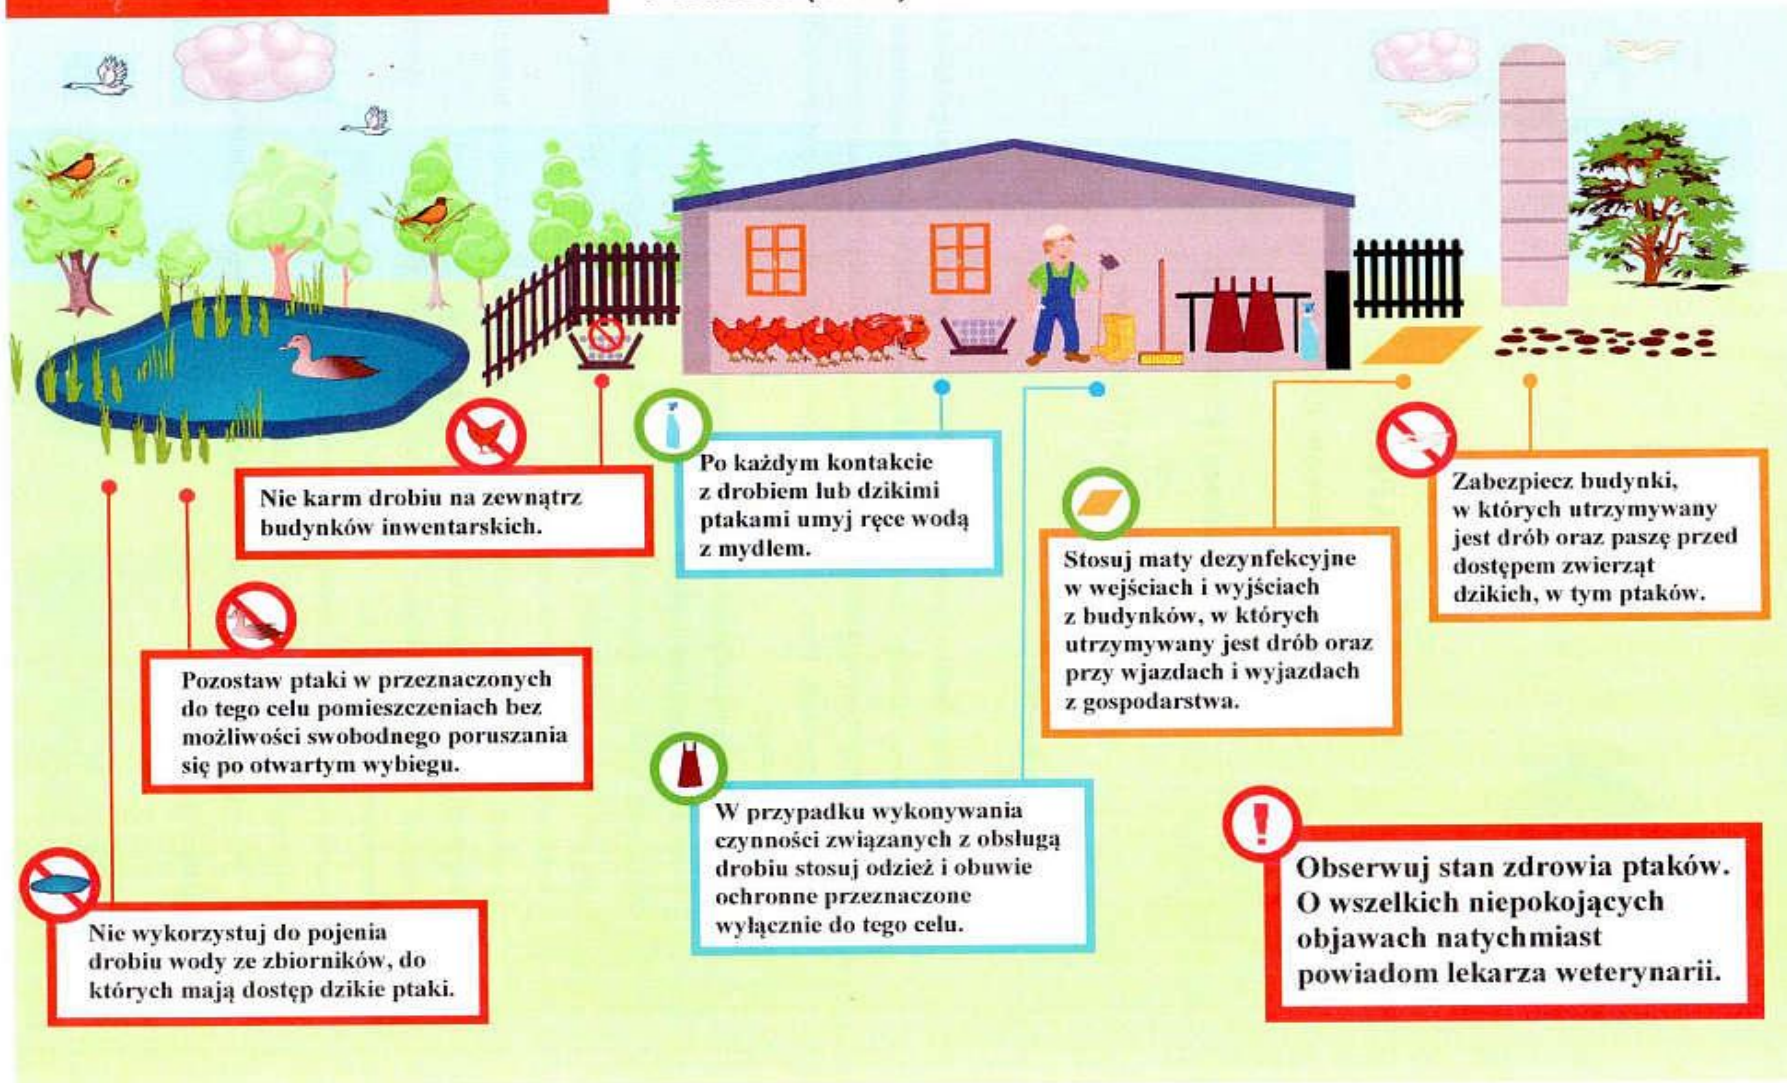 Nie karm drobiu na zewnątrz
budynków inwentarskich.
Po każdym kontakcie
z drobiem lub dzikimi
ptakami umyj ręce wodą
z mydłem.
Stosuj maty dezynfekcyjne
w wejściach i wyjściach
z budynków, w których
utrzymywany jest drób oraz
przy wjazdach i wyjazdach
z gospodarstwa.
Zabezpiecz budynki,
w których utrzymywany
jest drób oraz paszę przed
dostępem zwierząt
dzikich, w tym ptaków.
Pozostaw ptaki w przeznaczonych
do tego celu pomieszczeniach bez
możliwości swobodnego poruszania
się po otwartym wybiegu.
W przypadku wykonywania
czynności związanych z obsługą
drobiu stosuj odzież i obuwie
ochronne przeznaczone
wyłącznie do tego celu.
Nie wykorzystuj do pojenia
drobiu wody ze zbiorników, do
których mają dostęp dzikie ptaki.
!
Obserwuj stan zdrowia ptaków.
O wszelkich niepokojących
objawach natychmiast
powiadom lekarza weterynarii.